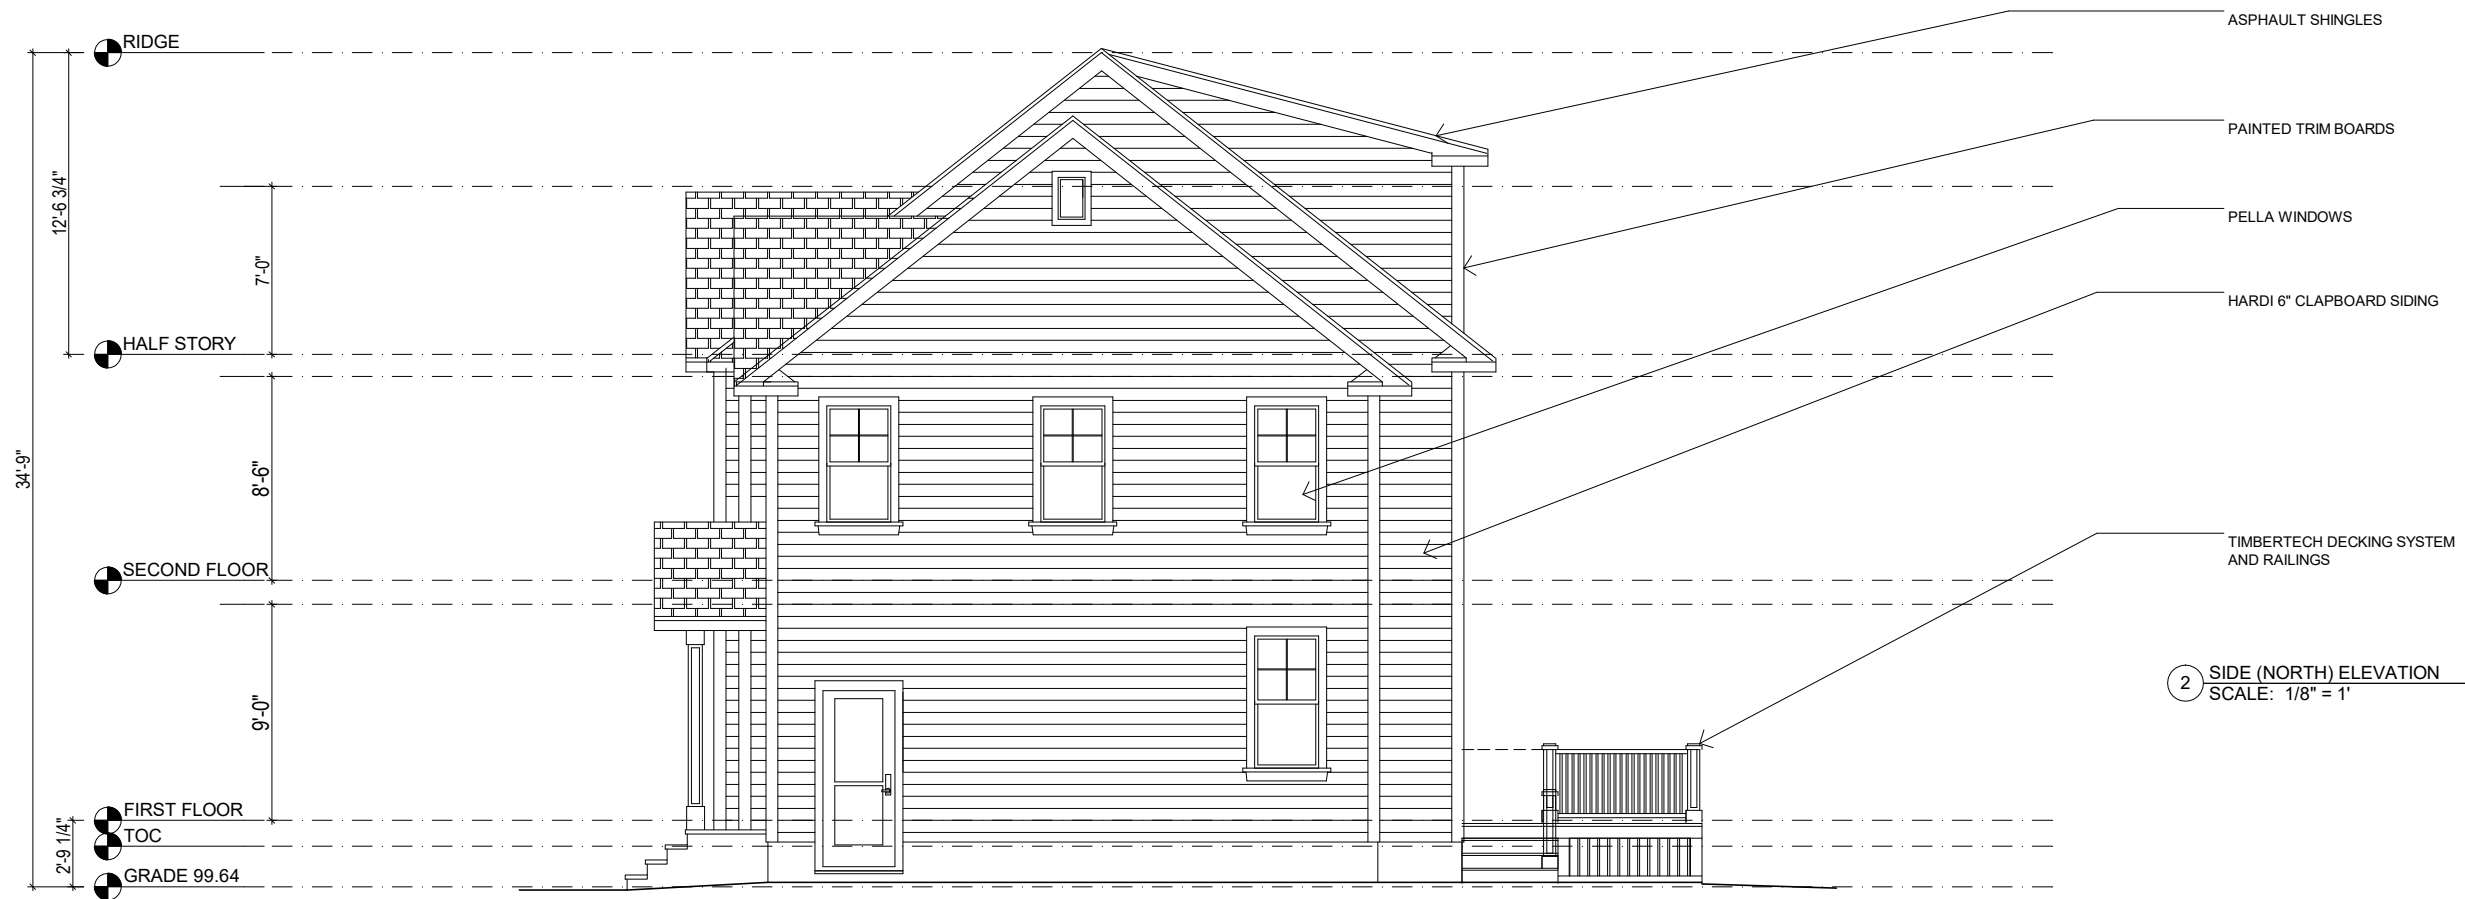 ASPHAULT SHINGLES
RIDGE
PAINTED TRIM BOARDS
12'-6 3/4"
PELLA WINDOWS
7'-0"
HARDI 6" CLAPBOARD SIDING
HALF STORY
34'-9"
8'-6"
TIMBERTECH DECKING SYSTEM
AND RAILINGS
SECOND FLOOR
2
SIDE (NORTH) ELEVATION
SCALE: 1/8" = 1'
9'-0"
FIRST FLOOR
TOC
2'-9 1/4"
GRADE 99.64